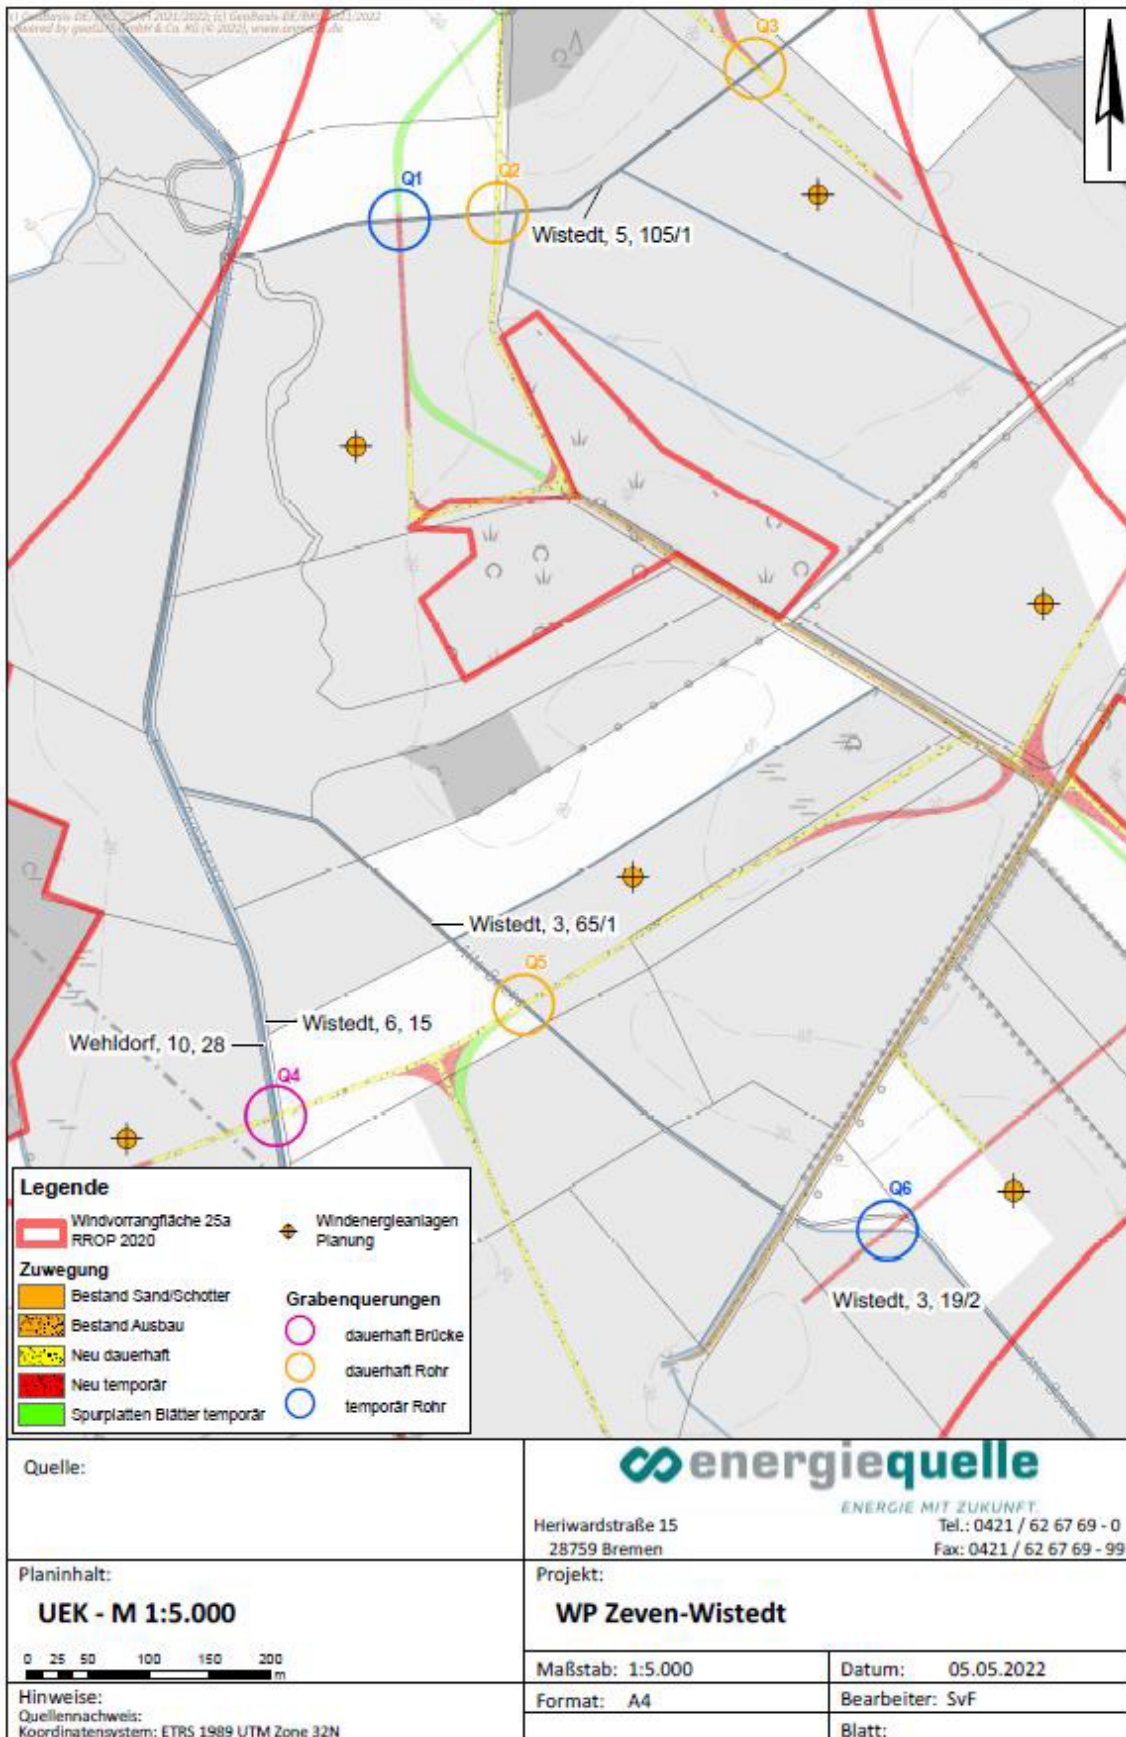 Q3
Q1
Q2
Wistedt, 5, 105/1
Wistedt, 3, 65/1
Q5
Wistedt, 6, 15
Wehldorf, 10, 28
Q4
Q6
Wistedt, 3, 19/2
Legende
Windvorrangfläche 25a
RROP 2020
Windenergieanlagen
Planung
Zuwegung
Bestand Sand/Schotter
Bestand Ausbau
Neu dauerhaft
Neu temporär
Spurplatten Blätter temporär
Grabenquerungen
dauerhaft Brücke
dauerhaft Rohr
temporär Rohr
Quelle:
energiequelle
ENERGIE MIT ZUKUNFT.
Heriwardstraße 15
28759 Bremen
Tel.: 0421 / 62 67 69 - 0
Fax: 0421 / 62 67 69 - 99
Planinhalt:
UEK - M 1:5.000
0 25 50 100 150 200
m
Projekt:
WP Zeven-Wistedt
Maßstab: 1:5.000
Datum: 05.05.2022
Format: A4
Bearbeiter: SvF
Blatt:
Hinweise:
Quellennachweis:
Koordinatensystem: ETRS 1989 UTM Zone 32N